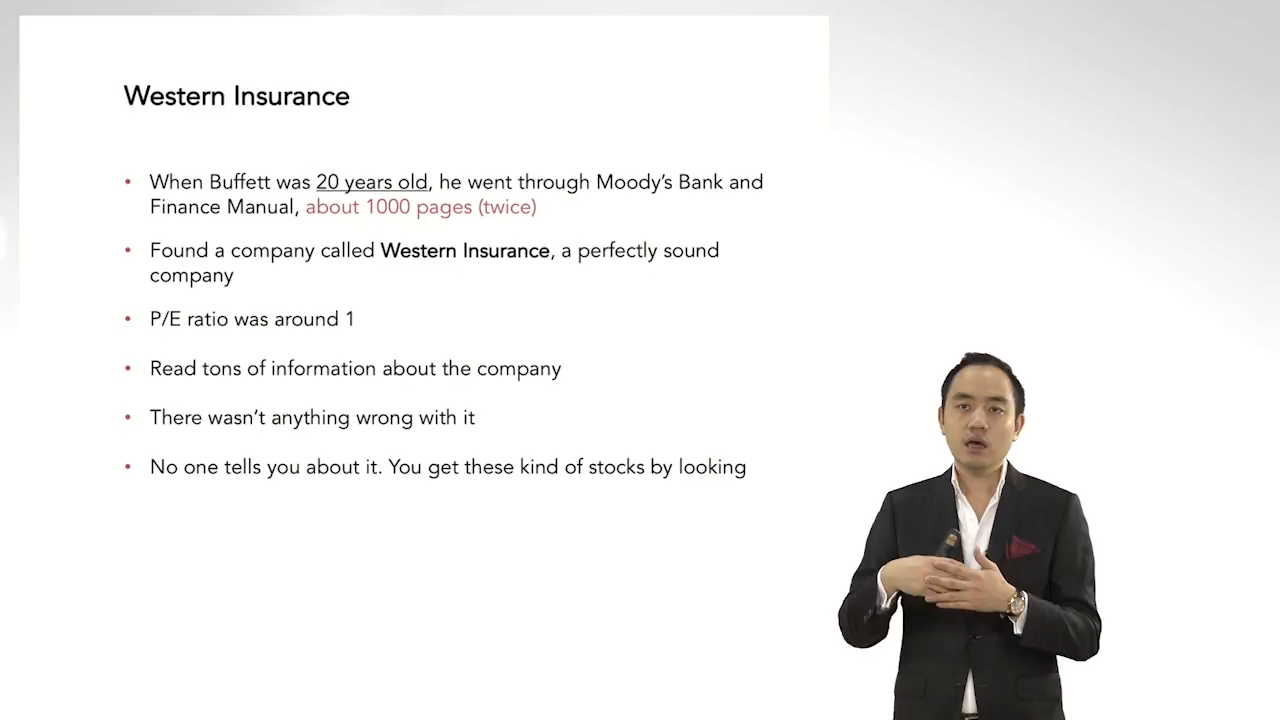 Western Insurance
• When Buffett was 20 years old, he went through Moody’s Bank and
Finance Manual, about 1000 pages (twice)
• Found a company called Western Insurance, a perfectly sound
company
• P/E ratio was around 1
• Read tons of information about the company
• There wasn’t anything wrong with it
• No one tells you about it. You get these kind of stocks by looking